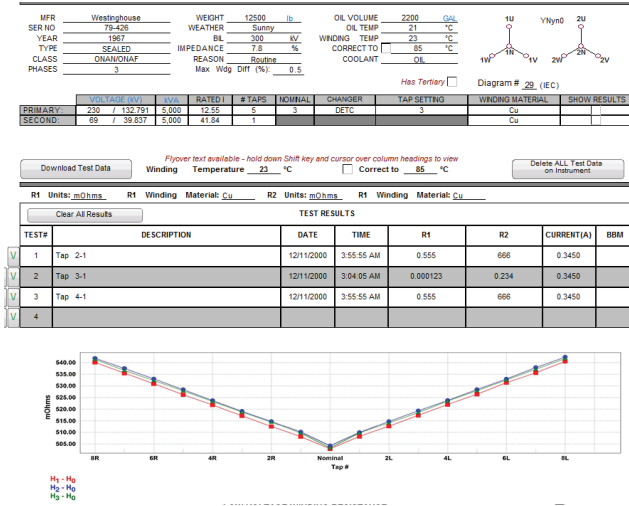 MFR Westinghouse WEIGHT 12500 lb OIL VOLUME 2200 GAL 1U YNyn0 2U
SER NO 79-426 WEATHER Sunny OIL TEMP 21 °C
YEAR 1967 BIL 300 kV WINDING TEMP 23 °C
TYPE SEALED IMPEDANCE 7.8 % CORRECT TO 85 °C
CLASS ONAN/ONAF REASON Routine COOLANT OIL 1W 1N 1V 2W 2N 2V
PHASES 3 Max Wdg Diff (%): 0.5
Has Tertiary Diagram # 29 (IEC)
VOLTAGE (kV) kVA RATED I # TAPS NOMINAL CHANGER TAP SETTING WINDING MATERIAL SHOW RESULTS
PRIMARY: 230 / 132.791 5,000 12.55 5 3 DETC 3 Cu
SECOND: 69 / 39.837 5,000 41.84 1 Cu
Flyover text available - hold down Shift key and cursor over column headings to view
Download Test Data Winding Temperature 23 °C Correct to 85 °C Delete ALL Test Data on Instrument
R1 Units: mOhms R1 Winding Material: Cu R2 Units: mOhms R1 Winding Material: Cu
Clear All Results TEST RESULTS
TEST# DESCRIPTION DATE TIME R1 R2 CURRENT(A) BBM
V 1 Tap 2-1 12/11/2000 3:55:55 AM 0.555 666 0.3450
V 2 Tap 3-1 12/11/2000 3:04:05 AM 0.000123 0.234 0.3450
V 3 Tap 4-1 12/11/2000 3:55:55 AM 0.555 666 0.3450
V 4
540.00
535.00
530.00
525.00
520.00
515.00
510.00
505.00
mOhms
8R 6R 4R 2R Nominal 2L 4L 6L 8L
Tap #
H1 - H0
H2 - H0
H3 - H0